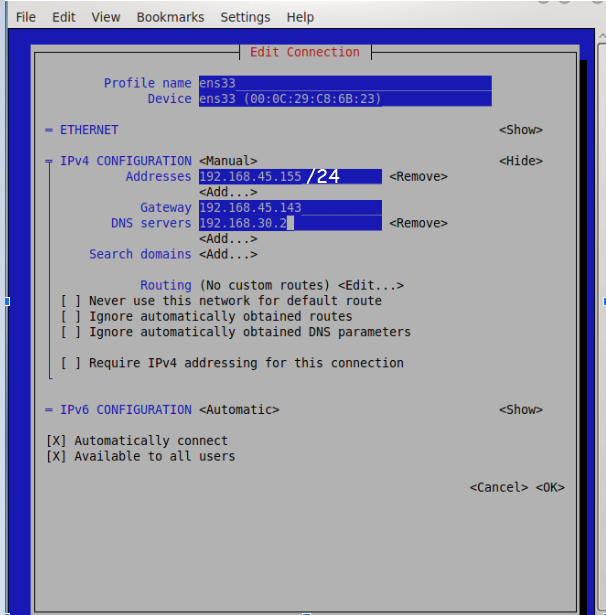 File Edit View Bookmarks Settings Help
Edit Connection
Profile name ens33
Device ens33 (00:0C:29:C8:6B:23)
= ETHERNET <Show>
IPv4 CONFIGURATION <Manual> <Hide>
Addresses 192.168.45.155 /24 <Remove>
<Add...>
Gateway 192.168.45.143
DNS servers 192.168.30.2 <Remove>
<Add...>
Search domains <Add...>
Routing (No custom routes) <Edit...>
[ ] Never use this network for default route
[ ] Ignore automatically obtained routes
[ ] Ignore automatically obtained DNS parameters
[ ] Require IPv4 addressing for this connection
= IPv6 CONFIGURATION <Automatic> <Show>
[X] Automatically connect
[X] Available to all users
<Cancel> <OK>